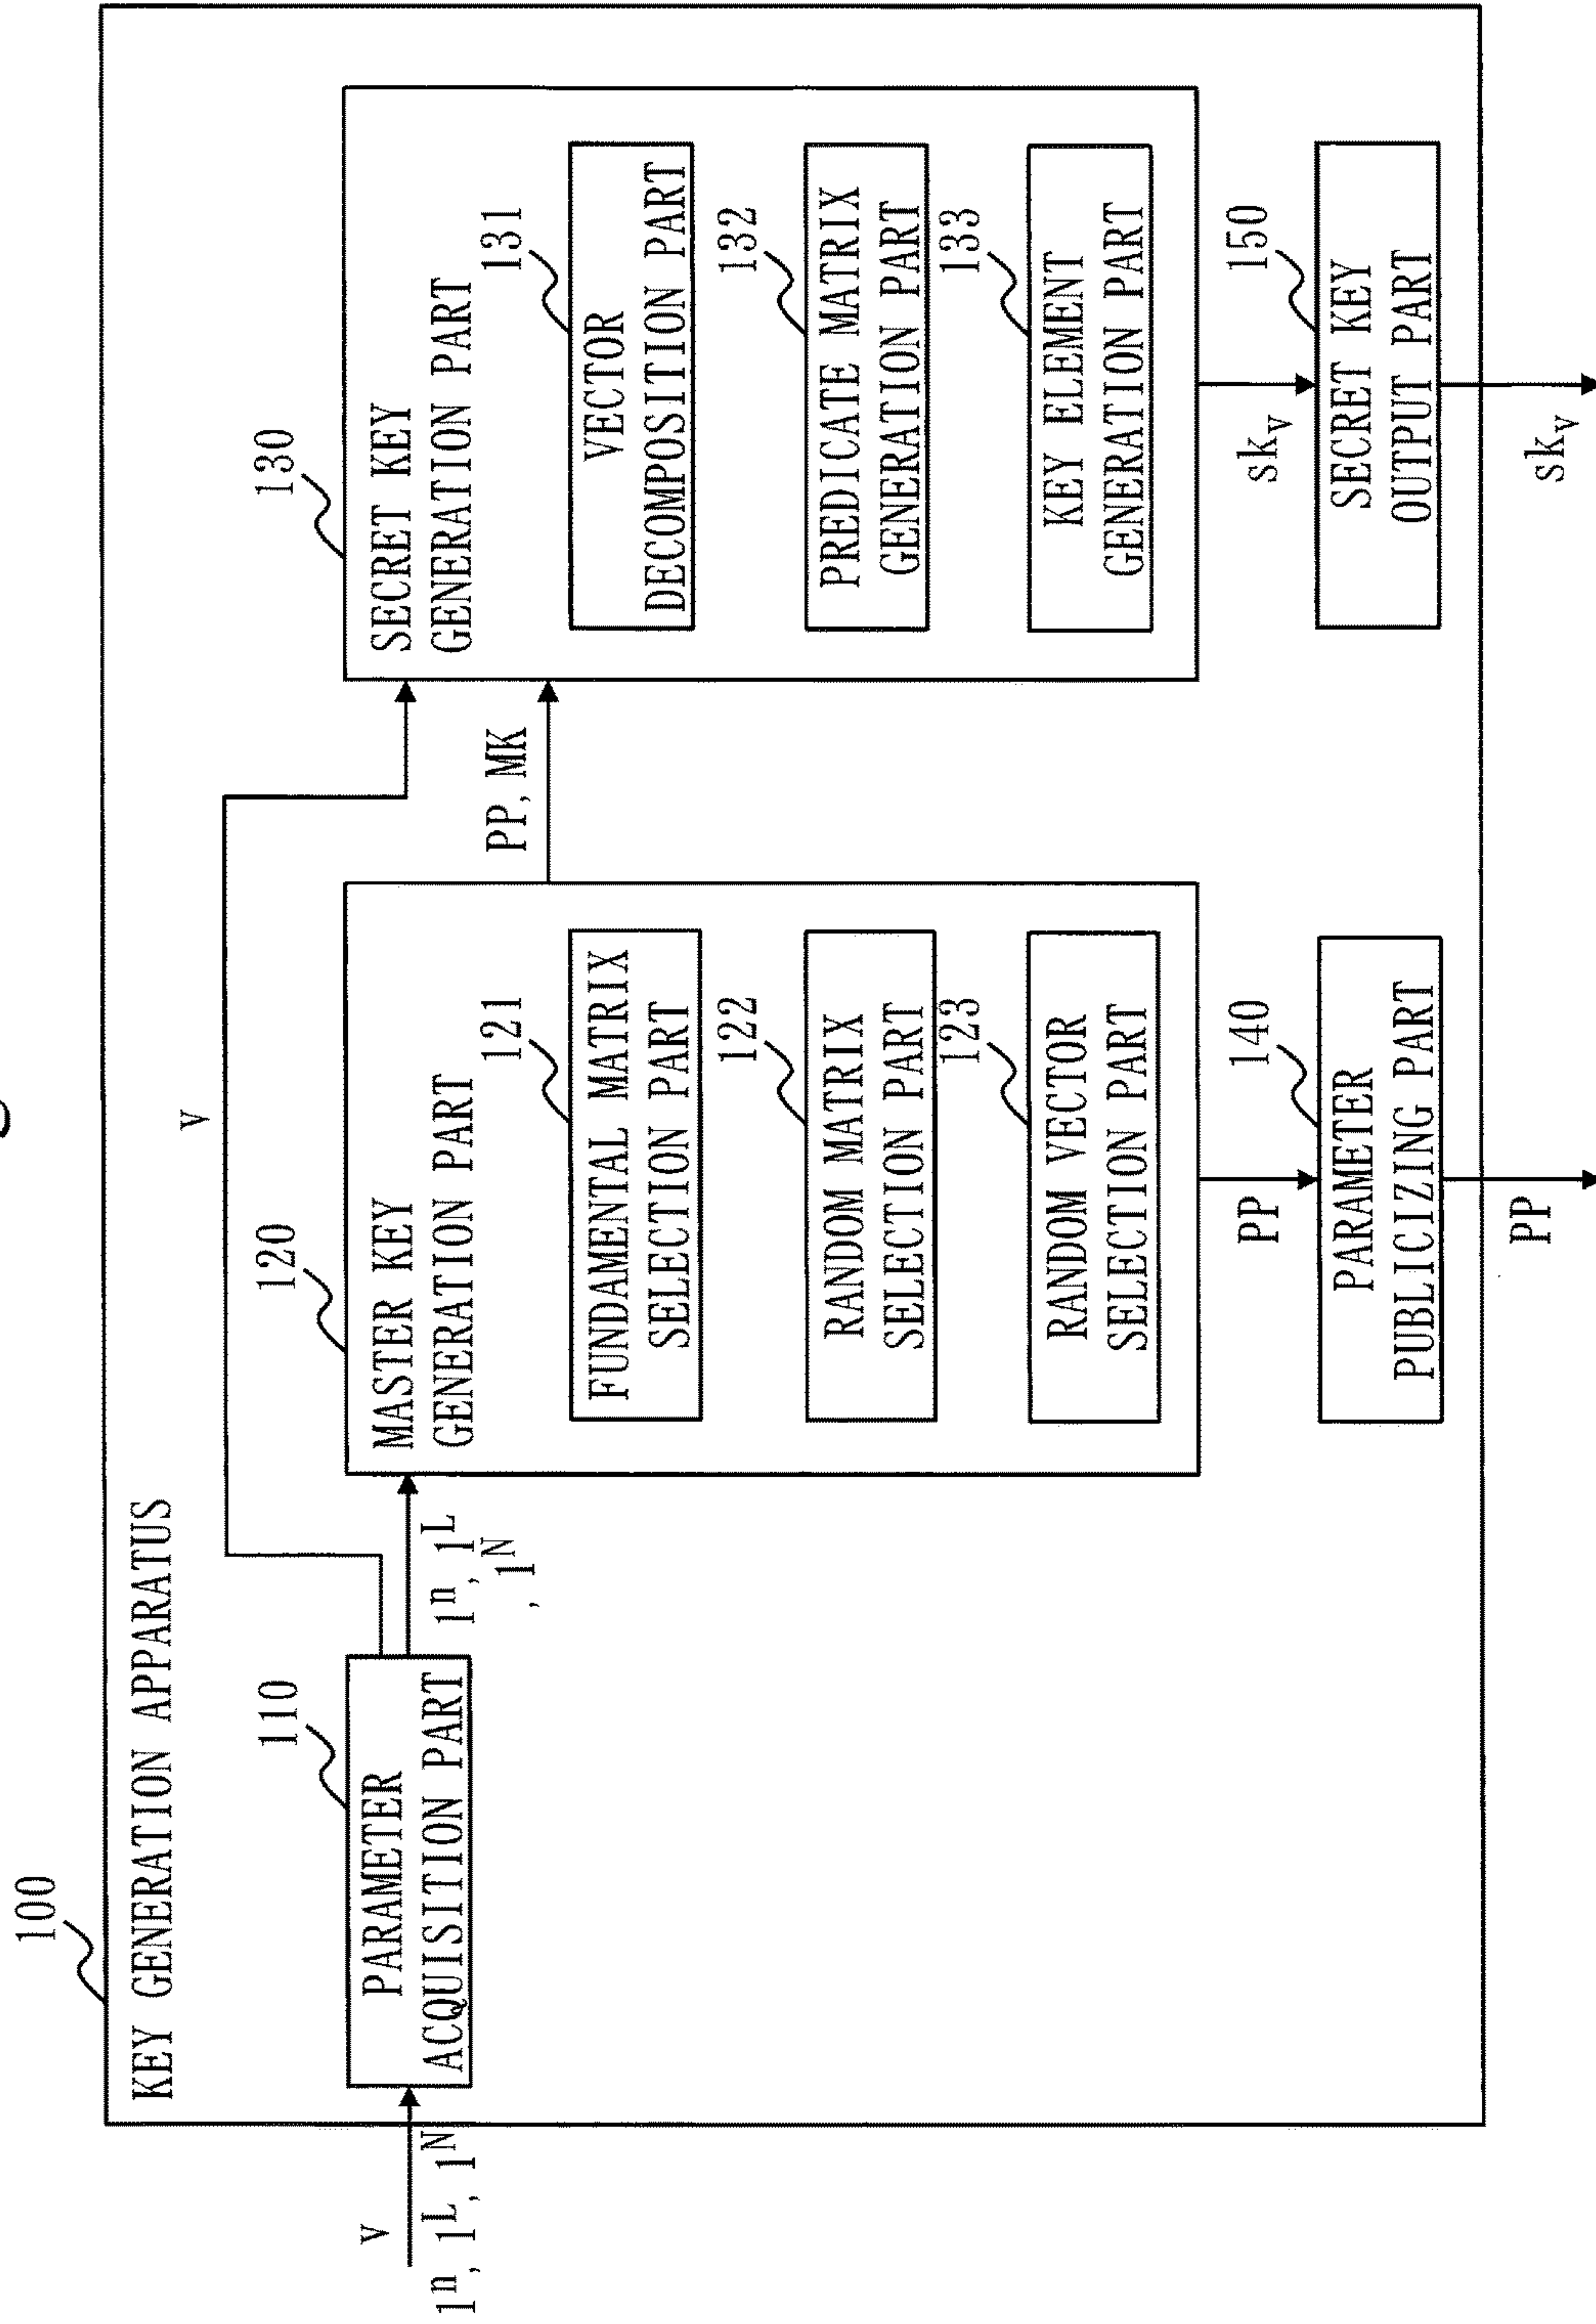 100
KEY GENERATION APPARATUS
v
1ⁿ, 1ᴸ, 1ᴺ
110
PARAMETER
ACQUISITION PART
v
1ⁿ, 1ᴸ
, 1ᴺ
120
MASTER KEY
GENERATION PART
121
FUNDAMENTAL MATRIX
SELECTION PART
122
RANDOM MATRIX
SELECTION PART
123
RANDOM VECTOR
SELECTION PART
PP
140
PARAMETER
PUBLICIZING PART
PP
PP, MK
130
SECRET KEY
GENERATION PART
131
VECTOR
DECOMPOSITION PART
132
PREDICATE MATRIX
GENERATION PART
133
KEY ELEMENT
GENERATION PART
skᵥ
150
SECRET KEY
OUTPUT PART
skᵥ